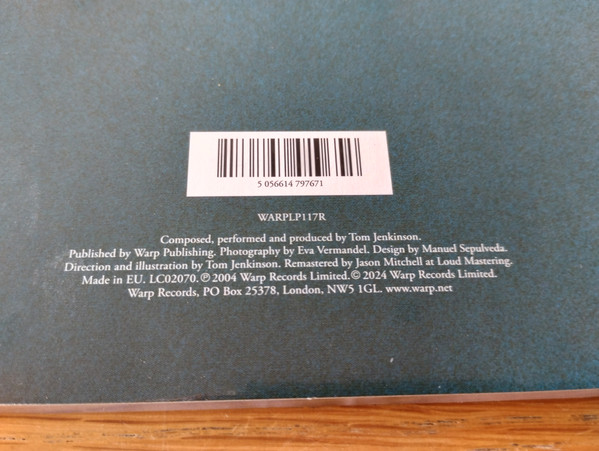 5 056614 797671
WARPLP117R
Composed, performed and produced by Tom Jenkinson.
Published by Warp Publishing. Photography by Eva Vermandel. Design by Manuel Sepulveda.
Direction and illustration by Tom Jenkinson. Remastered by Jason Mitchell at Loud Mastering.
Made in EU. LC02070. ℗ 2004 Warp Records Limited. © 2024 Warp Records Limited.
Warp Records, PO Box 25378, London, NW5 1GL. www.warp.net